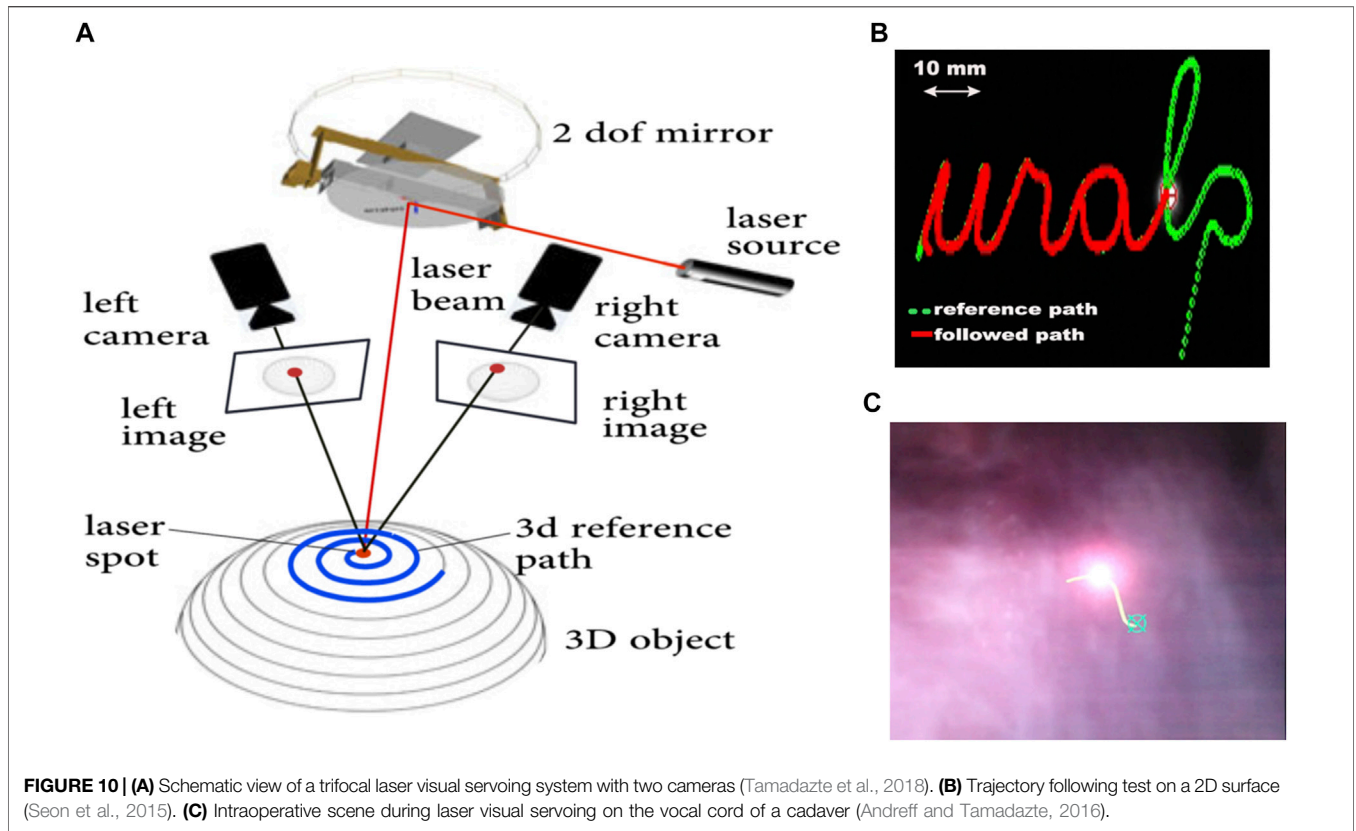 A
2 dof mirror
laser
source
laser
beam
left
camera
right
camera
left
image
right
image
laser
spot
3d reference
path
3D object
B
10 mm
reference path
followed path
C
FIGURE 10 | (A) Schematic view of a trifocal laser visual servoing system with two cameras (Tamadazte et al., 2018). (B) Trajectory following test on a 2D surface
(Seon et al., 2015). (C) Intraoperative scene during laser visual servoing on the vocal cord of a cadaver (Andreff and Tamadazte, 2016).